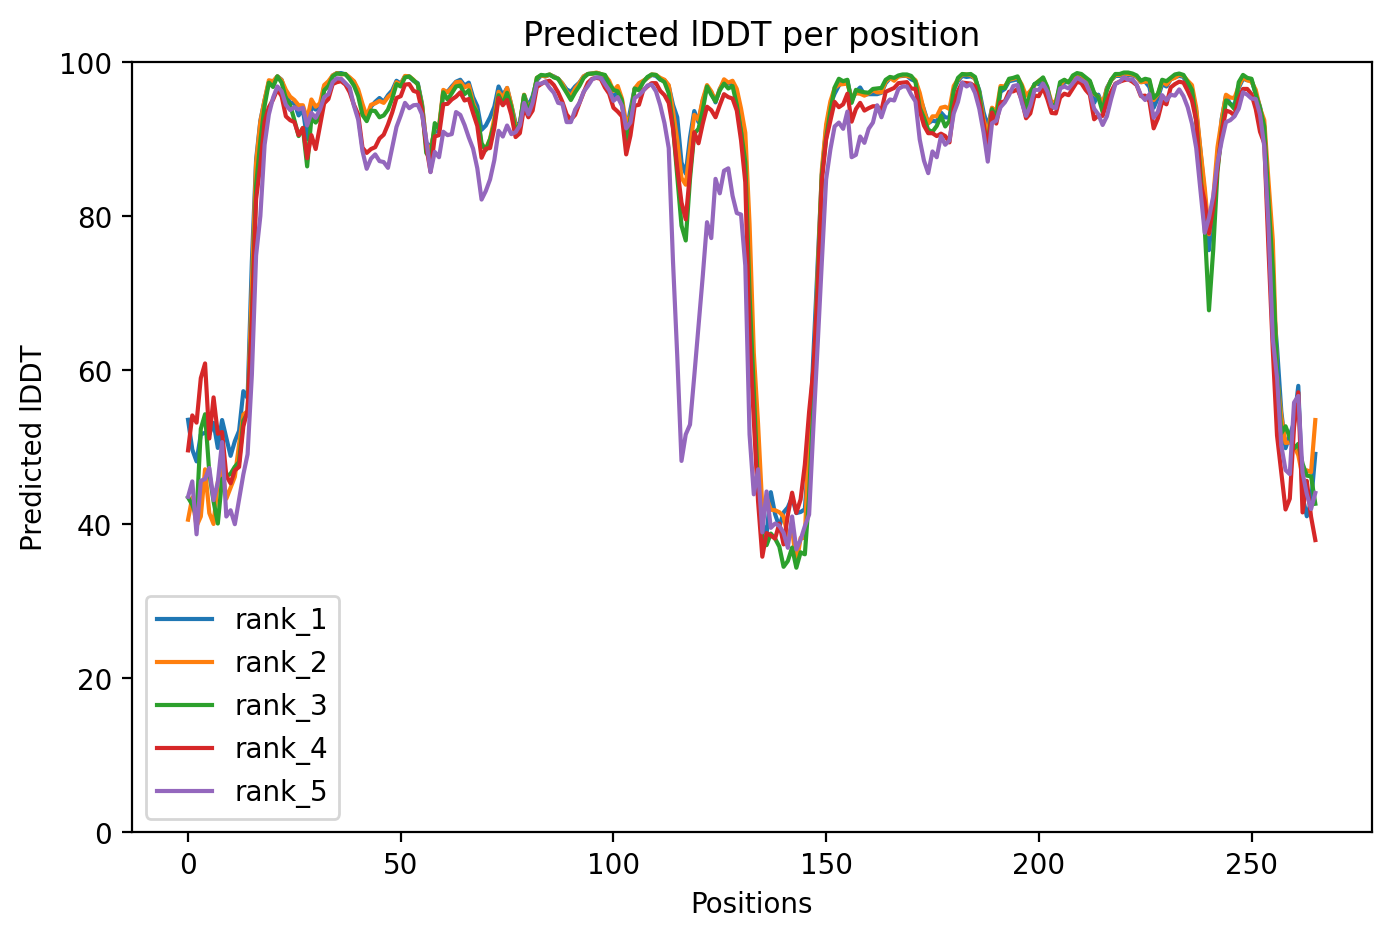 Predicted lDDT per position
100
80
60
40
20
0
Predicted lDDT
rank_1
rank_2
rank_3
rank_4
rank_5
0 50 100 150 200 250
Positions